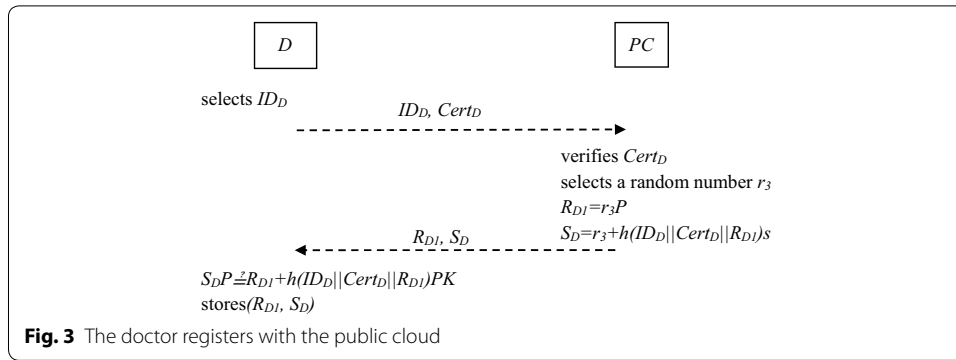 D PC
selects ID_D
ID_D, Cert_D
verifies Cert_D
selects a random number r_3
R_D1=r_3P
S_D=r_3+h(ID_D||Cert_D||R_D1)s
R_D1, S_D
S_DP≟R_D1+h(ID_D||Cert_D||R_D1)PK
stores(R_D1, S_D)
Fig. 3 The doctor registers with the public cloud